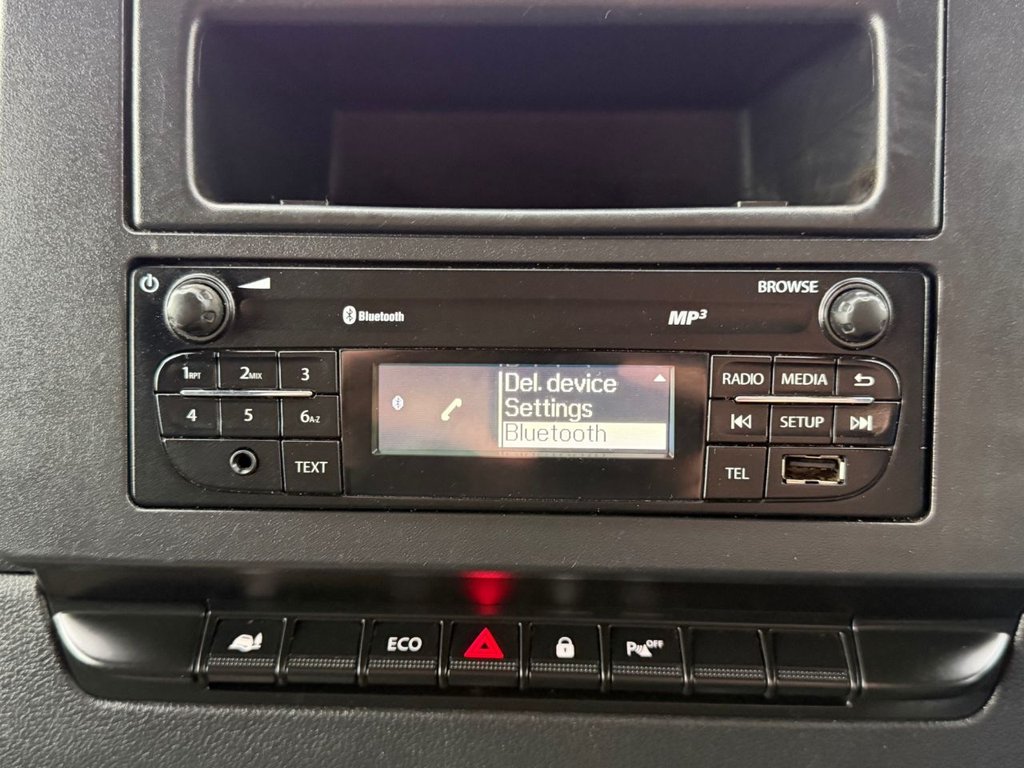 BROWSE
Bluetooth
MP3
1RPT
2MIX
3
4
5
6A-Z
TEXT
Del. device
Settings
Bluetooth
RADIO
MEDIA
SETUP
TEL
ECO
P OFF